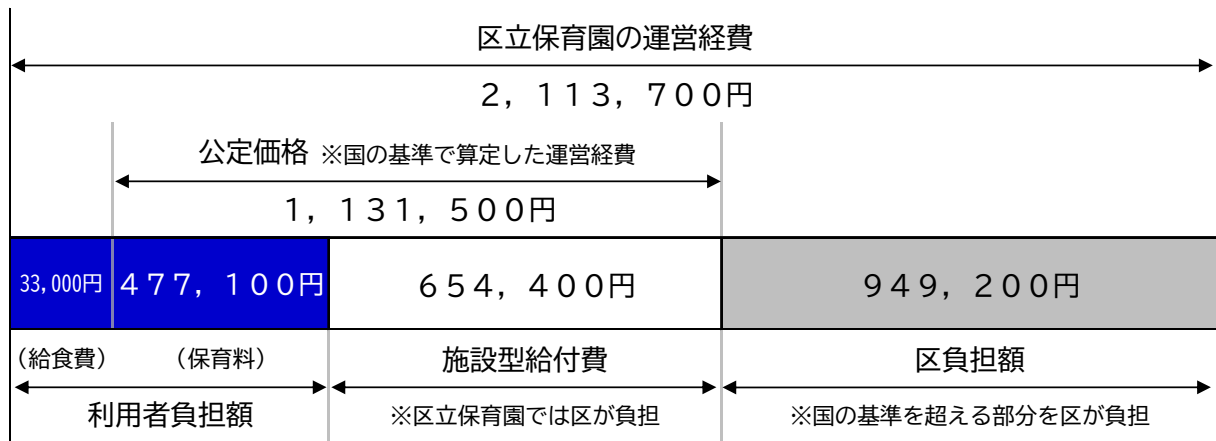 区立保育園の運営経費
２，１１３，７００円
公定価格 ※国の基準で算定した運営経費
１，１３１，５００円
33,000円 ４７７，１００円 ６５４，４００円 ９４９，２００円
（給食費） （保育料） 施設型給付費 区負担額
利用者負担額 ※区立保育園では区が負担 ※国の基準を超える部分を区が負担